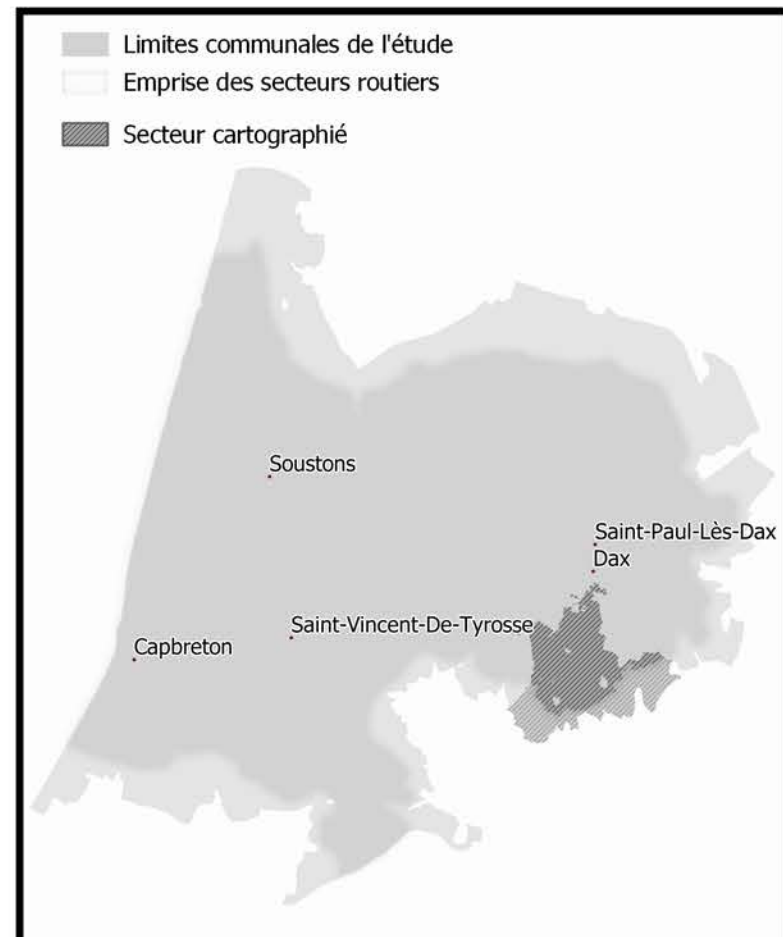 Limites communales de l'étude
Emprise des secteurs routiers
Secteur cartographié
Soustons
Saint-Paul-Lès-Dax
Dax
Saint-Vincent-De-Tyrosse
Capbreton